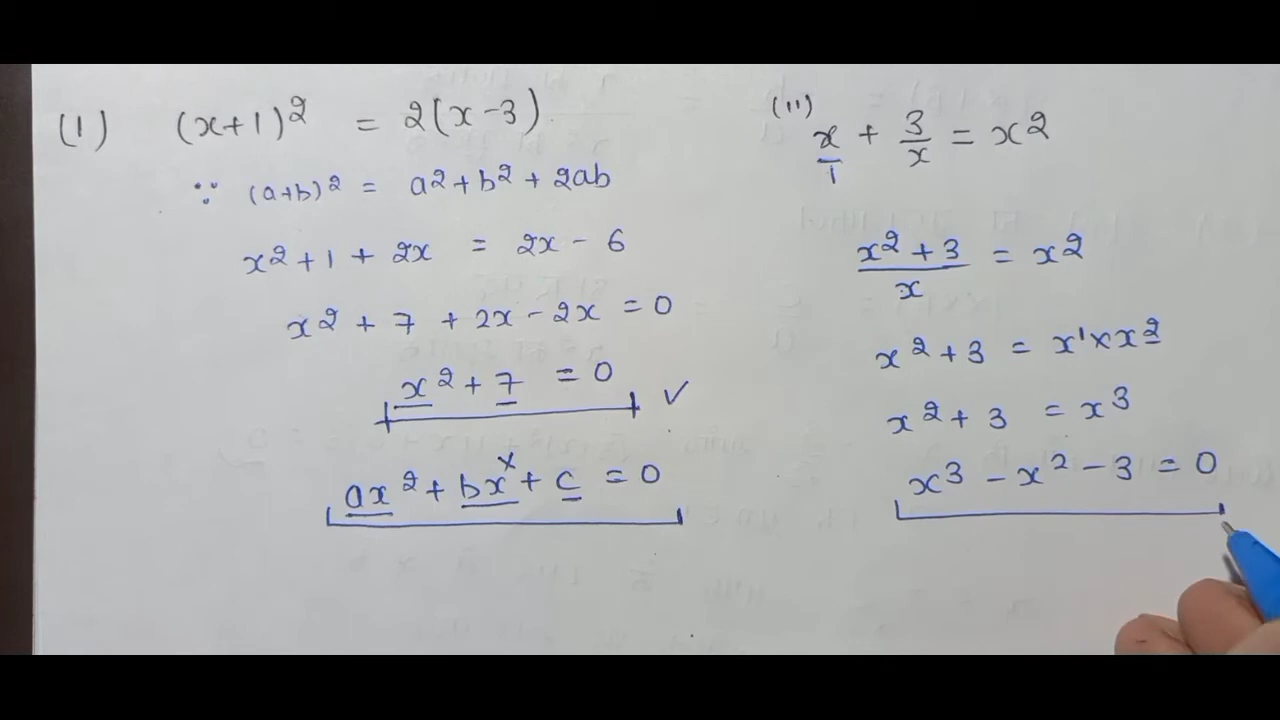 (1) (x+1)² = 2(x-3)
∵ (a+b)² = a²+b²+2ab
x²+1+2x = 2x-6
x²+7+2x-2x=0
x²+7=0 ✓
ax²+bx+c=0
(11)
x/1 + 3/x = x²
(x²+3)/x = x²
x²+3 = x¹×x²
x²+3 = x³
x³-x²-3=0